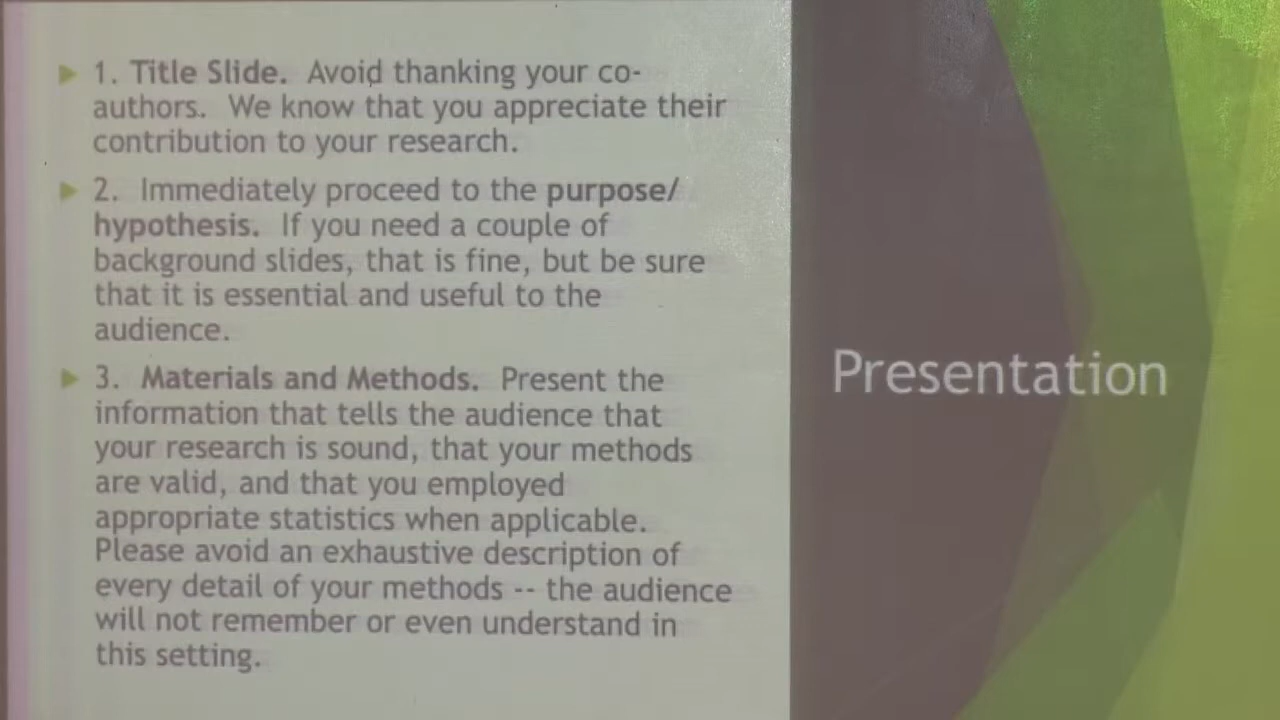 1. Title Slide. Avoid thanking your co-
authors. We know that you appreciate their
contribution to your research.
2. Immediately proceed to the purpose/
hypothesis. If you need a couple of
background slides, that is fine, but be sure
that it is essential and useful to the
audience.
3. Materials and Methods. Present the
information that tells the audience that
your research is sound, that your methods
are valid, and that you employed
appropriate statistics when applicable.
Please avoid an exhaustive description of
every detail of your methods -- the audience
will not remember or even understand in
this setting.
Presentation